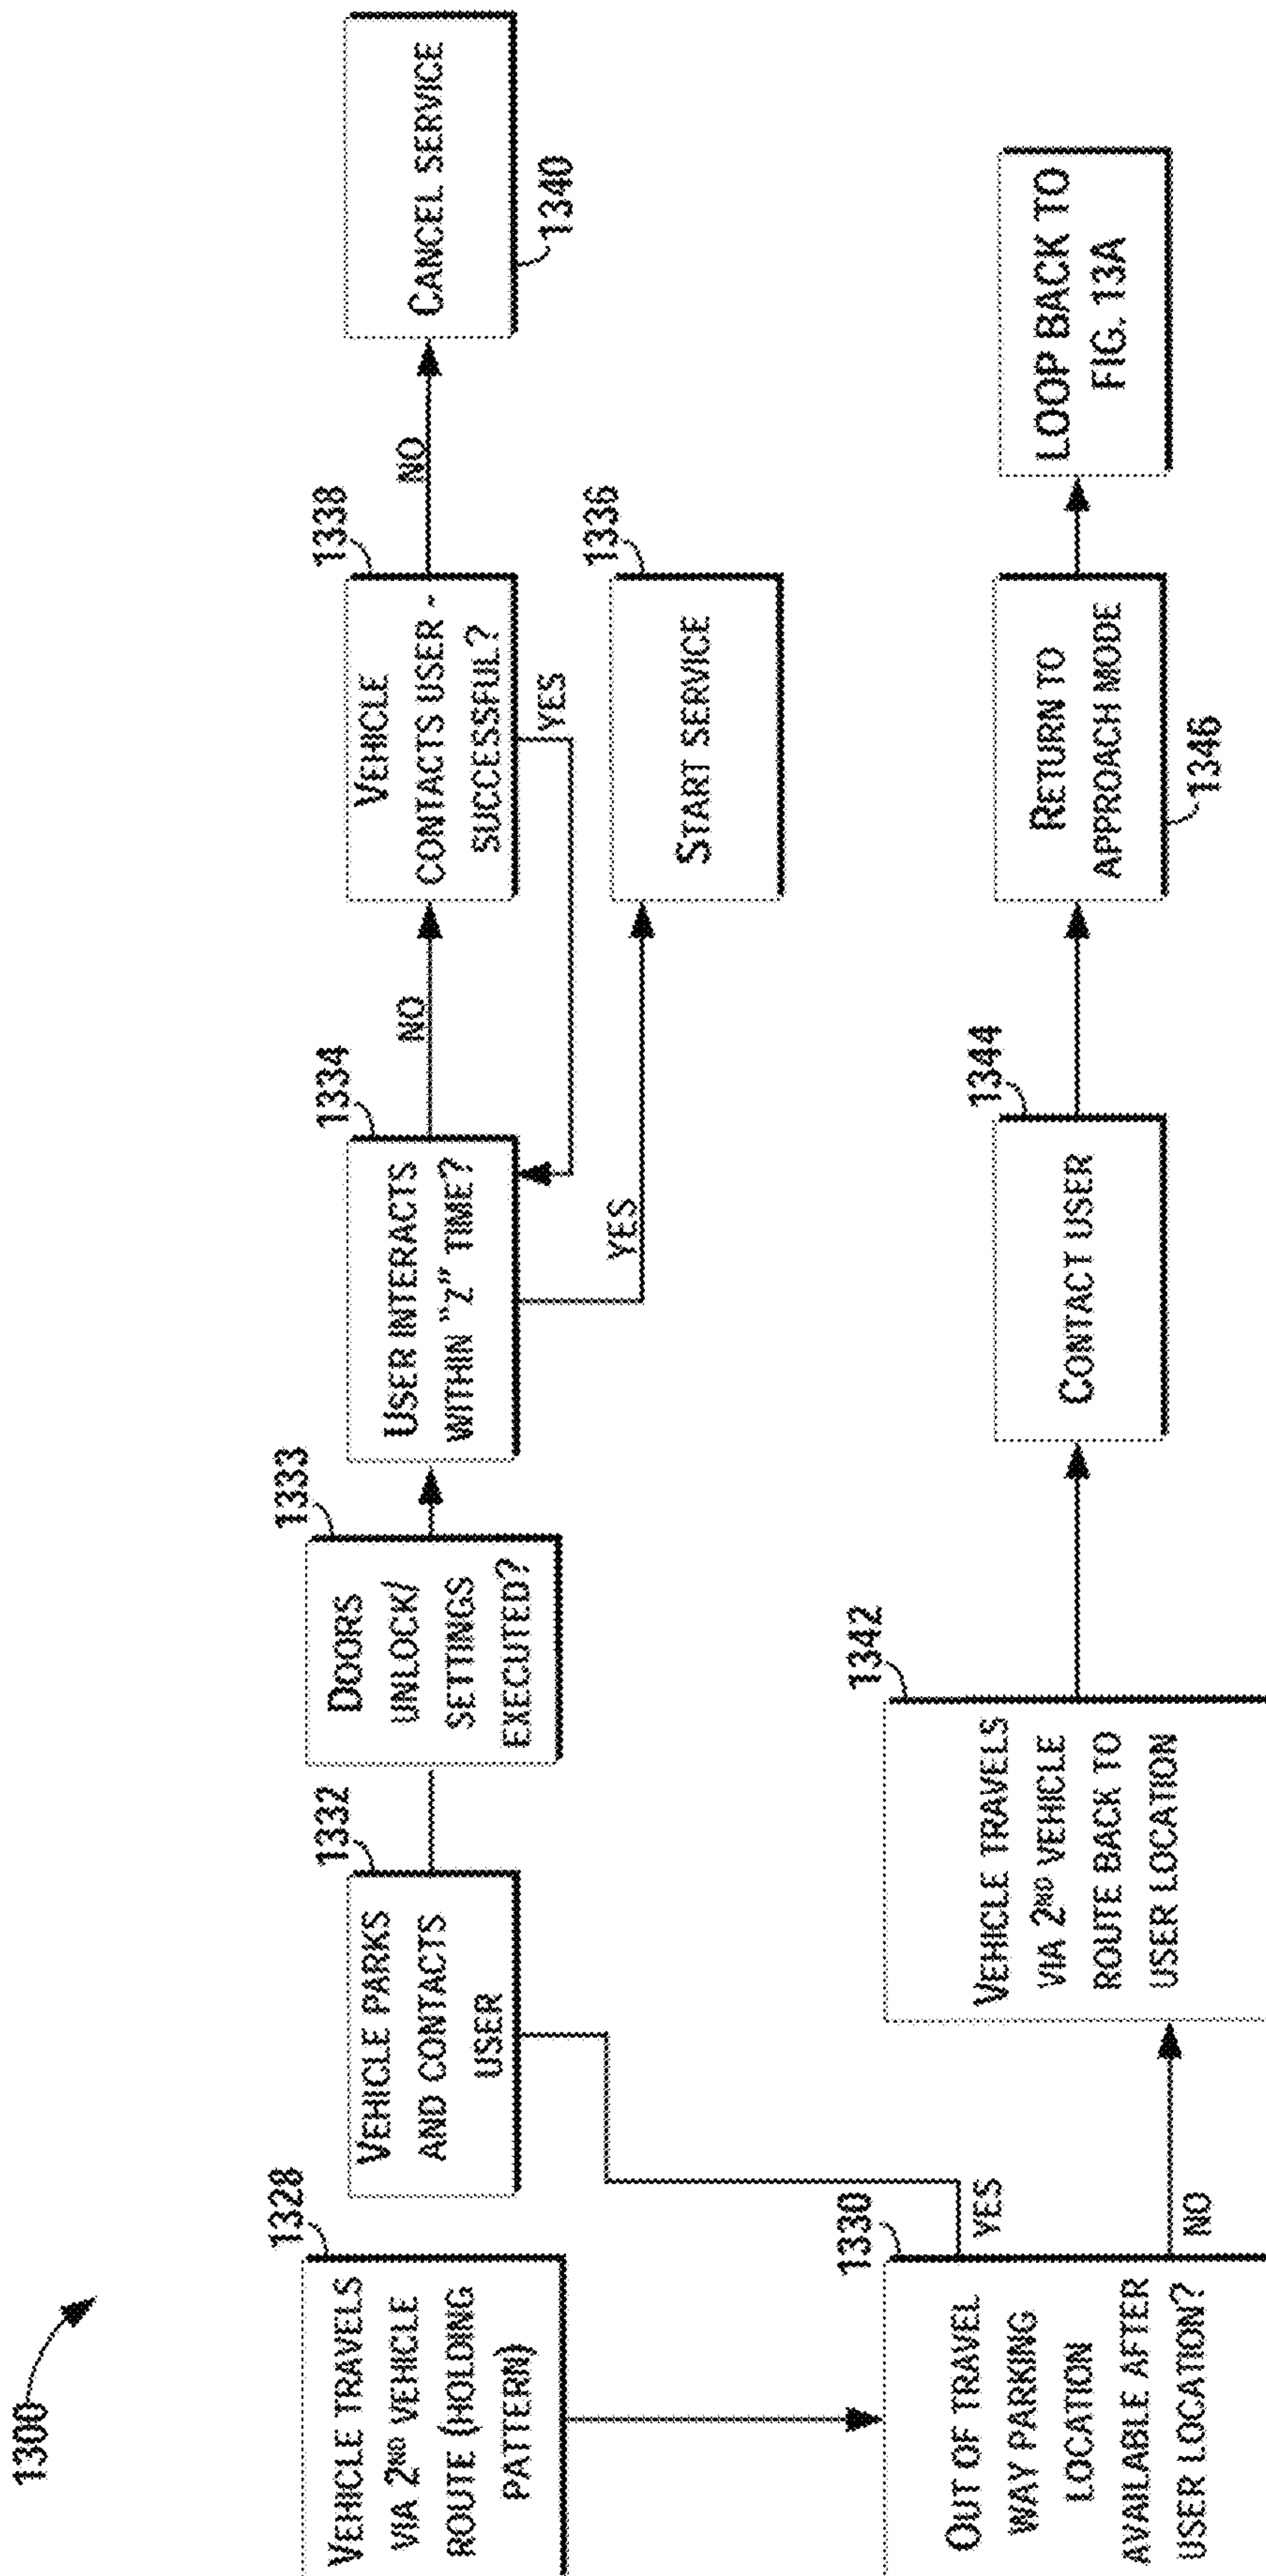 1300
1328
VEHICLE TRAVELS
VIA 2ND VEHICLE
ROUTE (HOLDING
PATTERN)
1332
VEHICLE PARKS
AND CONTACTS
USER
1333
DOORS
UNLOCK/
SETTINGS
EXECUTED?
1334
USER INTERACTS
WITHIN "Z" TIME?
NO
YES
1338
VEHICLE
CONTACTS USER -
SUCCESSFUL?
YES
NO
CANCEL SERVICE
1340
1336
START SERVICE
1330
OUT OF TRAVEL
WAY PARKING
LOCATION
AVAILABLE AFTER
USER LOCATION?
YES
NO
1342
VEHICLE TRAVELS
VIA 2ND VEHICLE
ROUTE BACK TO
USER LOCATION
1344
CONTACT USER
RETURN TO
APPROACH MODE
1346
LOOP BACK TO
FIG. 13A